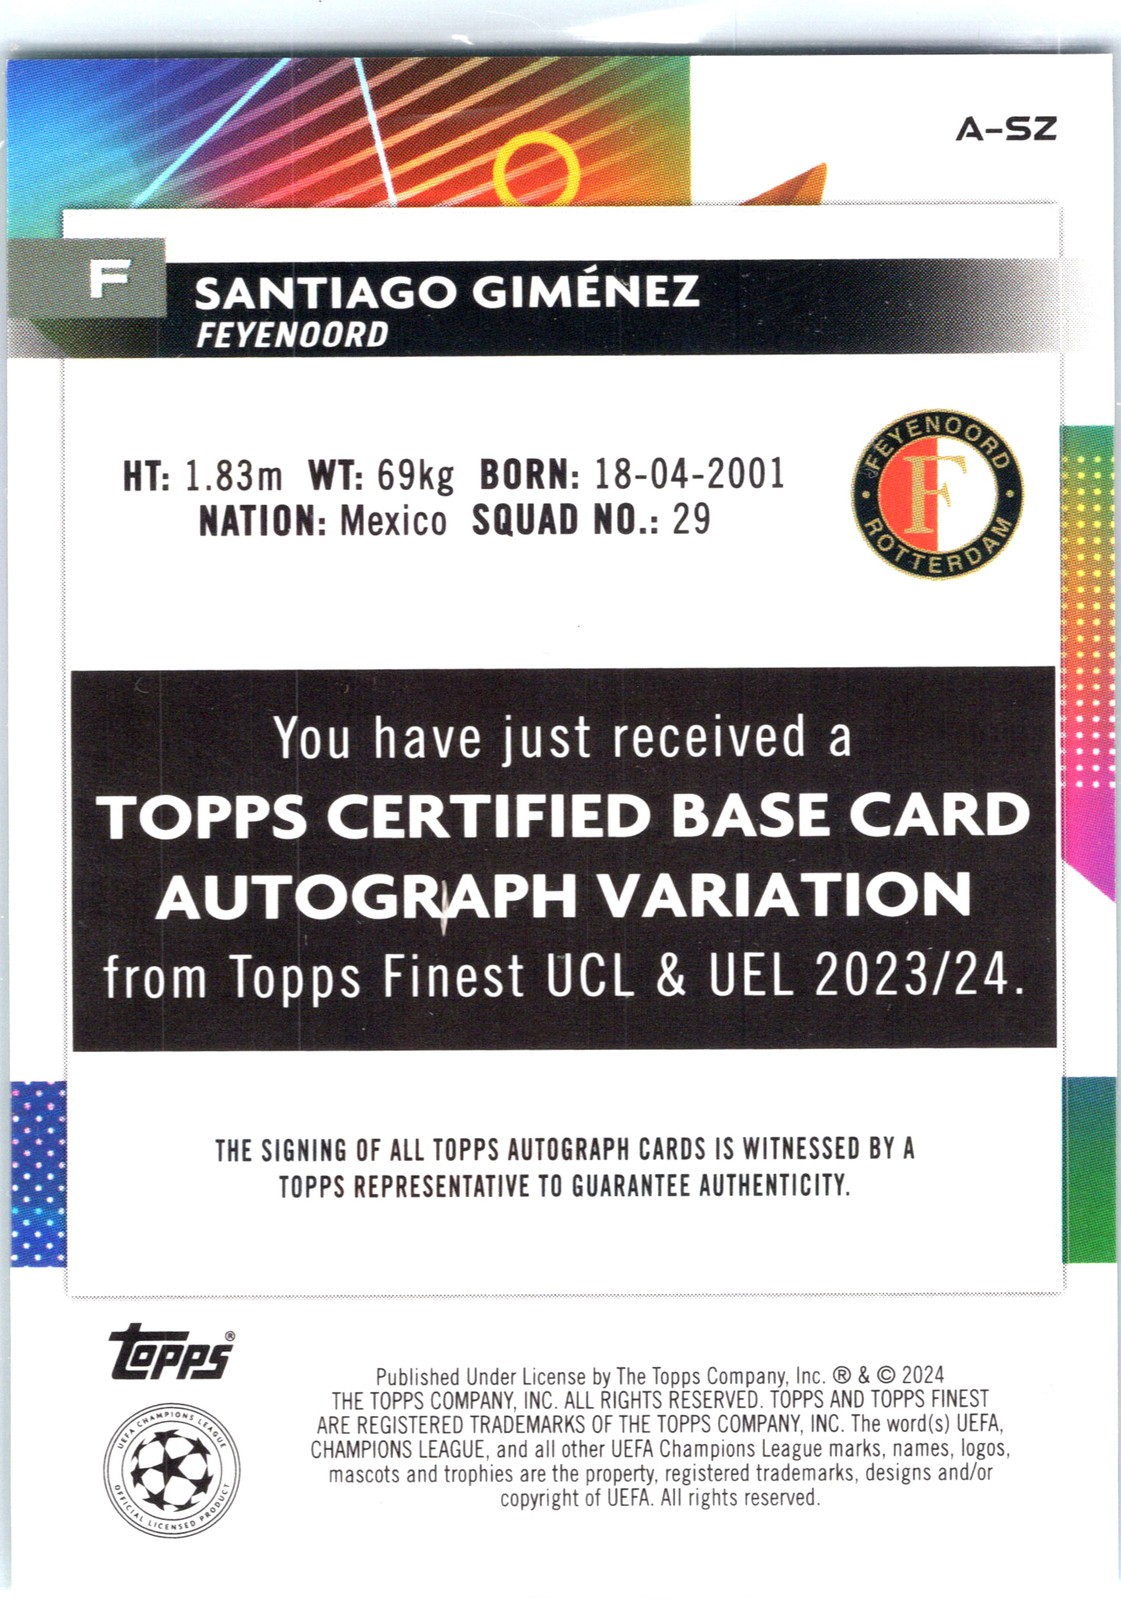 A-SZ
F
SANTIAGO GIMÉNEZ
FEYENOORD
HT: 1.83m WT: 69kg BORN: 18-04-2001
NATION: Mexico SQUAD NO.: 29
FEYENOORD
F
ROTTERDAM
You have just received a
TOPPS CERTIFIED BASE CARD
AUTOGRAPH VARIATION
from Topps Finest UCL & UEL 2023/24.
THE SIGNING OF ALL TOPPS AUTOGRAPH CARDS IS WITNESSED BY A
TOPPS REPRESENTATIVE TO GUARANTEE AUTHENTICITY.
Topps®
UEFA CHAMPIONS LEAGUE
OFFICIAL LICENSED PRODUCT
Published Under License by The Topps Company, Inc. ® & © 2024
THE TOPPS COMPANY, INC. ALL RIGHTS RESERVED. TOPPS AND TOPPS FINEST
ARE REGISTERED TRADEMARKS OF THE TOPPS COMPANY, INC. The word(s) UEFA,
CHAMPIONS LEAGUE, and all other UEFA Champions League marks, names, logos,
mascots and trophies are the property, registered trademarks, designs and/or
copyright of UEFA. All rights reserved.